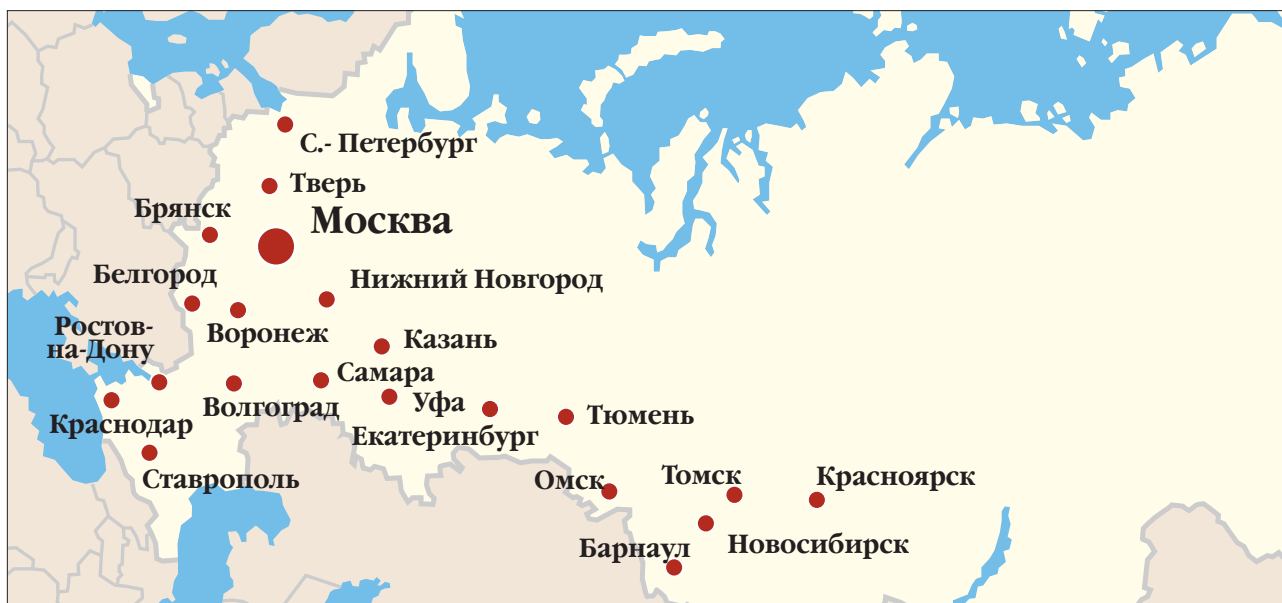 С.- Петербург
Тверь
Брянск
Москва
Белгород
Нижний Новгород
Ростов-
на-Дону
Воронеж
Казань
Самара
Краснодар
Волгоград
Уфа
Тюмень
Екатеринбург
Ставрополь
Омск
Томск
Красноярск
Барнаул
Новосибирск